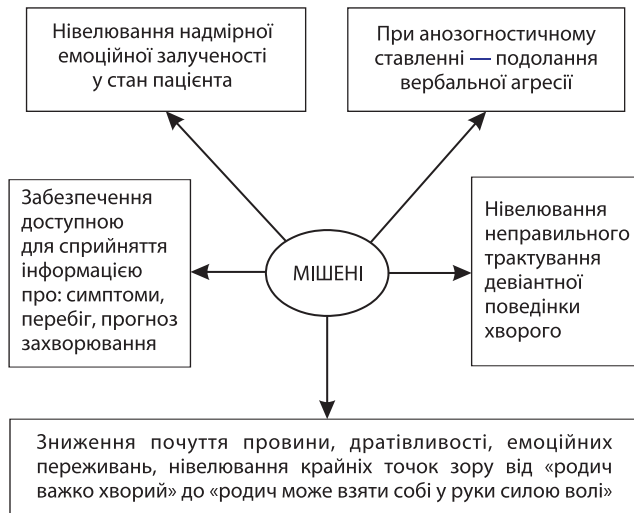 Нівелювання надмірної
емоційної залученості
у стан пацієнта
При анозогностичному
ставленні — подолання
вербальної агресії
Забезпечення
доступною
для сприйняття
інформацією
про: симптоми,
перебіг, прогноз
захворювання
МІШЕНІ
Нівелювання
неправильного
трактування
девіантної
поведінки
хворого
Зниження почуття провини, дратівливості, емоційних
переживань, нівелювання крайніх точок зору від «родич
важко хворий» до «родич може взяти собі у руки силою волі»